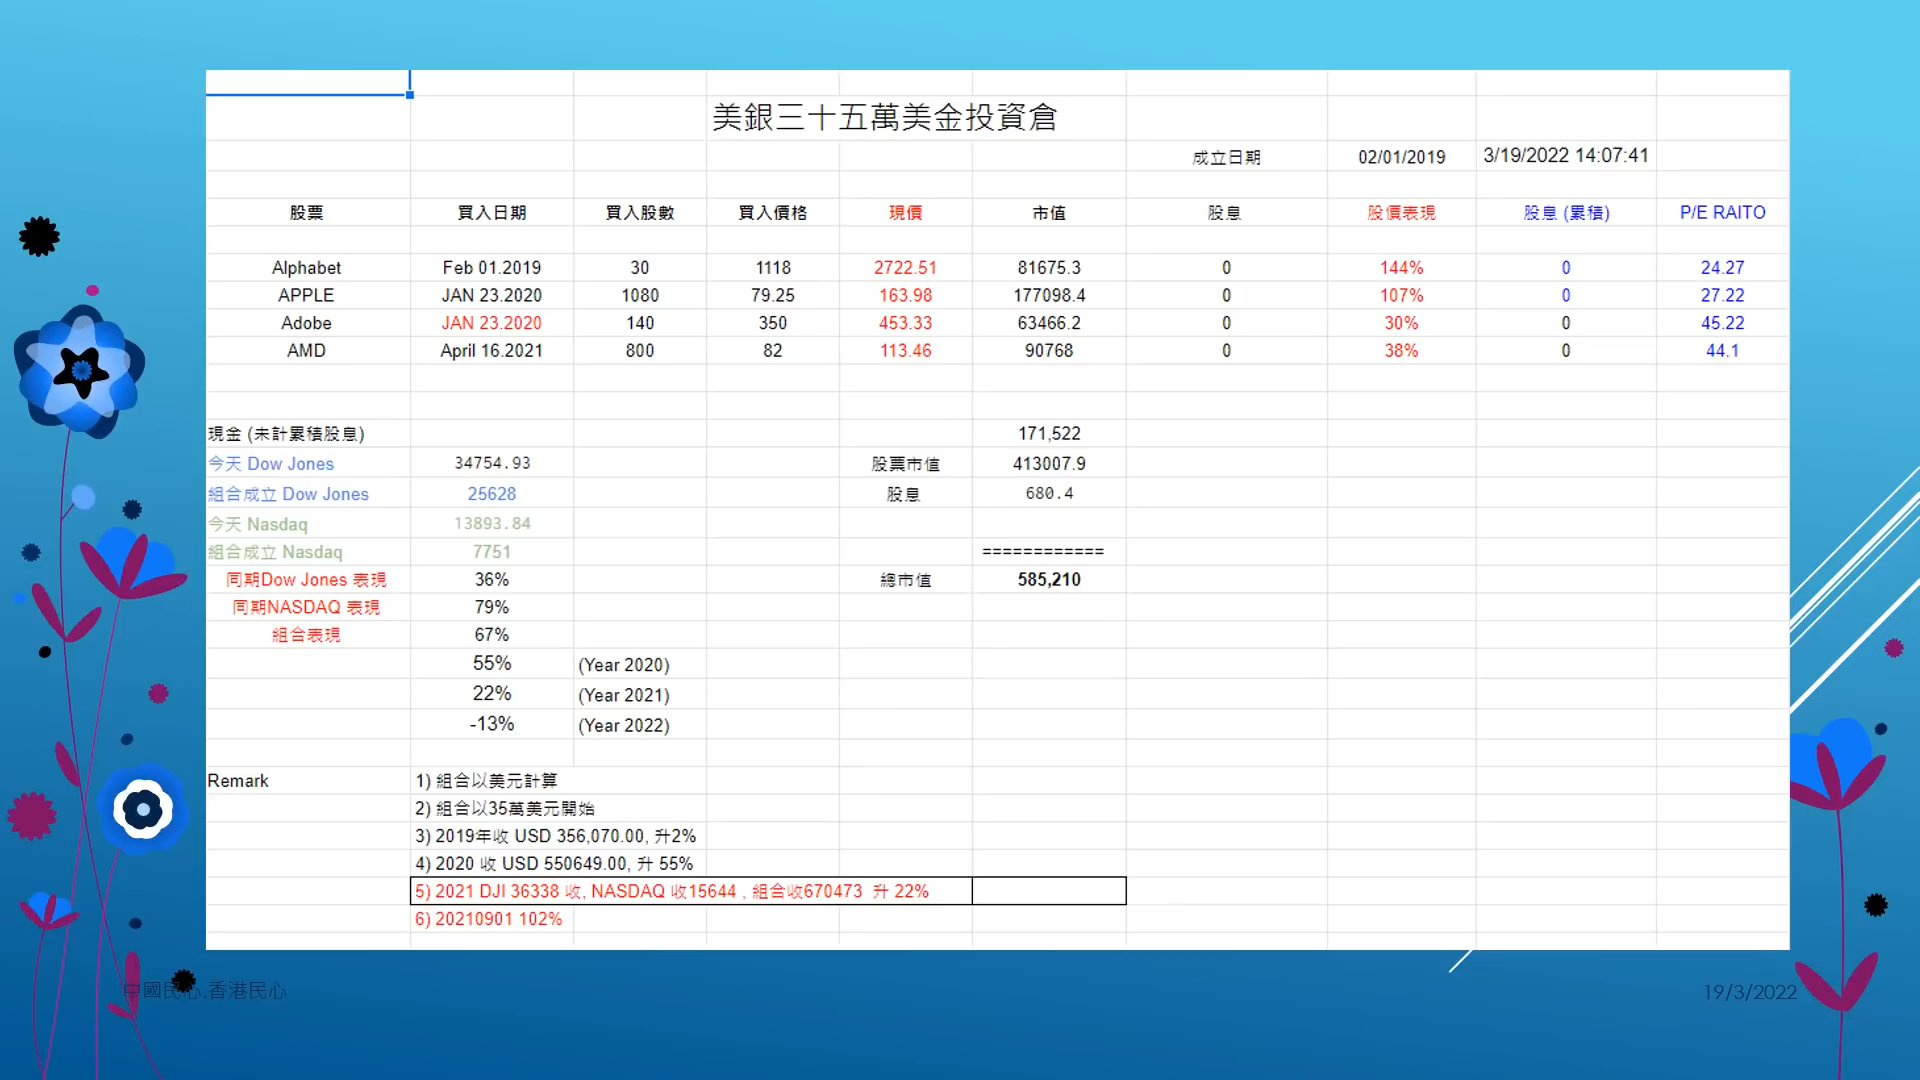 美銀三十五萬美金投資倉
成立日期 02/01/2019 3/19/2022 14:07:41
股票 買入日期 買入股數 買入價格 現價 市值 股息 股價表現 股息 (累積) P/E RAITO
Alphabet Feb 01.2019 30 1118 2722.51 81675.3 0 144% 0 24.27
APPLE JAN 23.2020 1080 79.25 163.98 177098.4 0 107% 0 27.22
Adobe JAN 23.2020 140 350 453.33 63466.2 0 30% 0 45.22
AMD April 16.2021 800 82 113.46 90768 0 38% 0 44.1
現金 (未計累積股息) 171,522
今天 Dow Jones 34754.93 股票市值 413007.9
組合成立 Dow Jones 25628 股息 680.4
今天 Nasdaq 13893.84
組合成立 Nasdaq 7751 ============
同期Dow Jones 表現 36% 總市值 585,210
同期NASDAQ 表現 79%
組合表現 67%
55% (Year 2020)
22% (Year 2021)
-13% (Year 2022)
Remark 1) 組合以美元計算
2) 組合以35萬美元開始
3) 2019年收 USD 356,070.00, 升2%
4) 2020 收 USD 550649.00, 升 55%
5) 2021 DJI 36338 收, NASDAQ 收15644 , 組合收670473 升 22%
6) 20210901 102%
中國民心.香港民心
19/3/2022